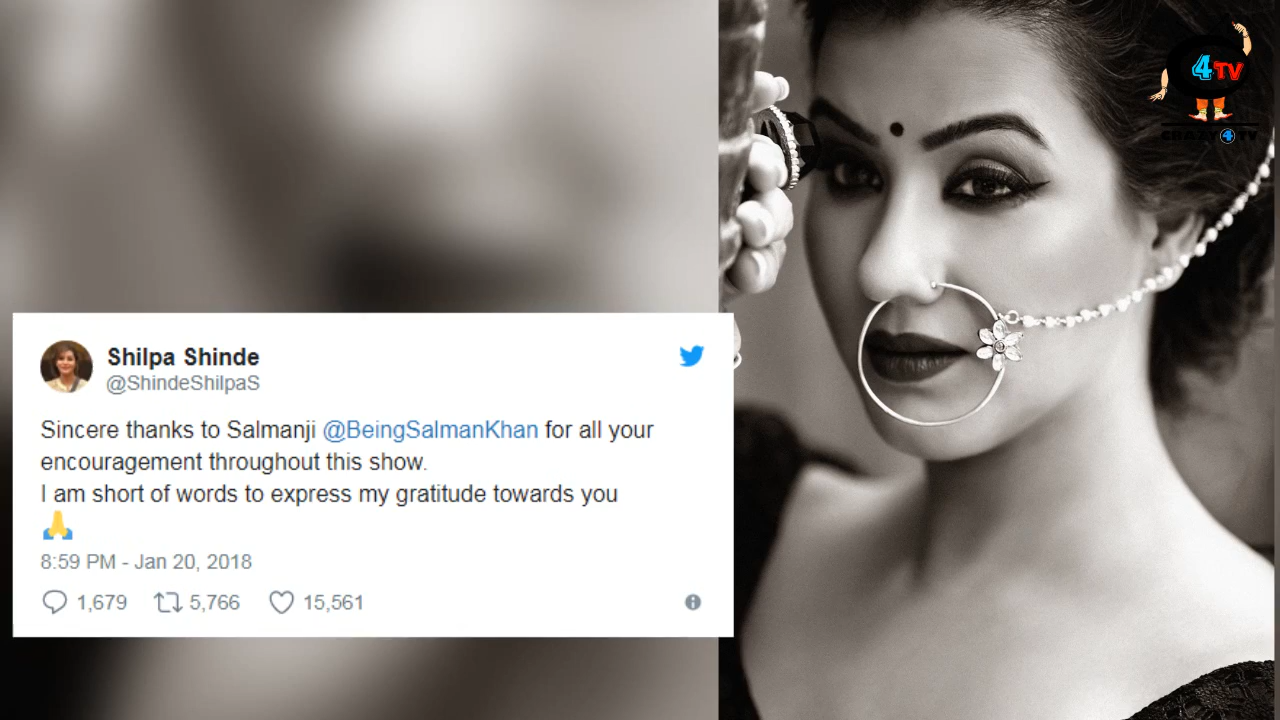 4TV
CRAZY4TV
Shilpa Shinde
@ShindeShilpaS
Sincere thanks to Salmanji @BeingSalmanKhan for all your
encouragement throughout this show.
I am short of words to express my gratitude towards you
🙏
8:59 PM - Jan 20, 2018
1,679 5,766 15,561